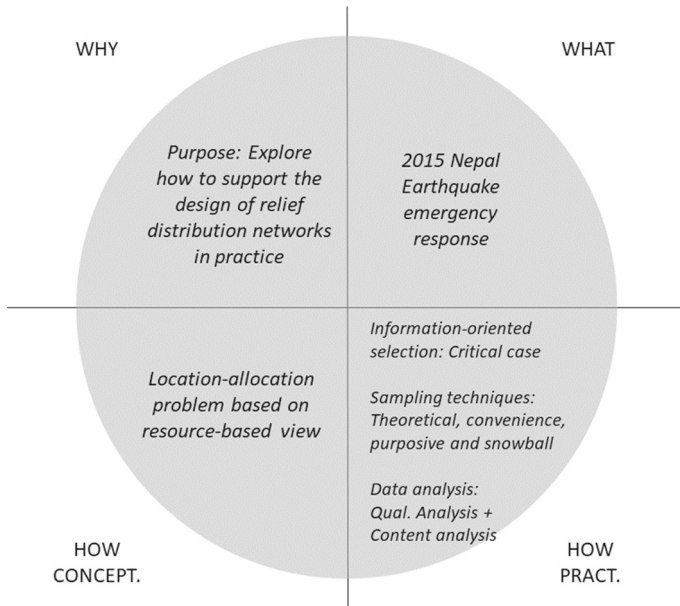 WHY
WHAT
Purpose: Explore
how to support the
design of relief
distribution networks
in practice
2015 Nepal
Earthquake
emergency
response
Location-allocation
problem based on
resource-based view
Information-oriented
selection: Critical case
Sampling techniques:
Theoretical, convenience,
purposive and snowball
Data analysis:
Qual. Analysis +
Content analysis
HOW
CONCEPT.
HOW
PRACT.